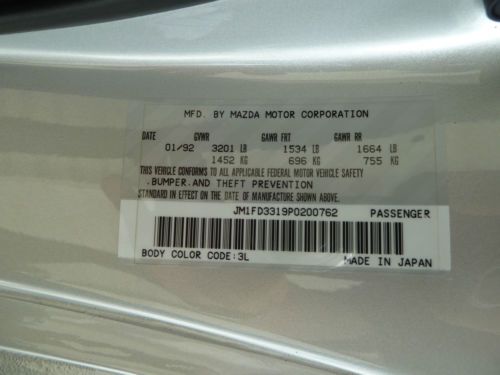 MFD. BY MAZDA MOTOR CORPORATION
DATE GVWR GAWR FRT GAWR RR
01/92 3201 LB 1534 LB 1664 LB
1452 KG 696 KG 755 KG
THIS VEHICLE CONFORMS TO ALL APPLICABLE FEDERAL MOTOR VEHICLE SAFETY
.BUMPER.AND THEFT PREVENTION
STANDARD IN EFFECT ON THE DATE OF MANUFACTURE SHOWN ABOVE.
JM1FD3319P0200762 PASSENGER
BODY COLOR CODE:3L MADE IN JAPAN